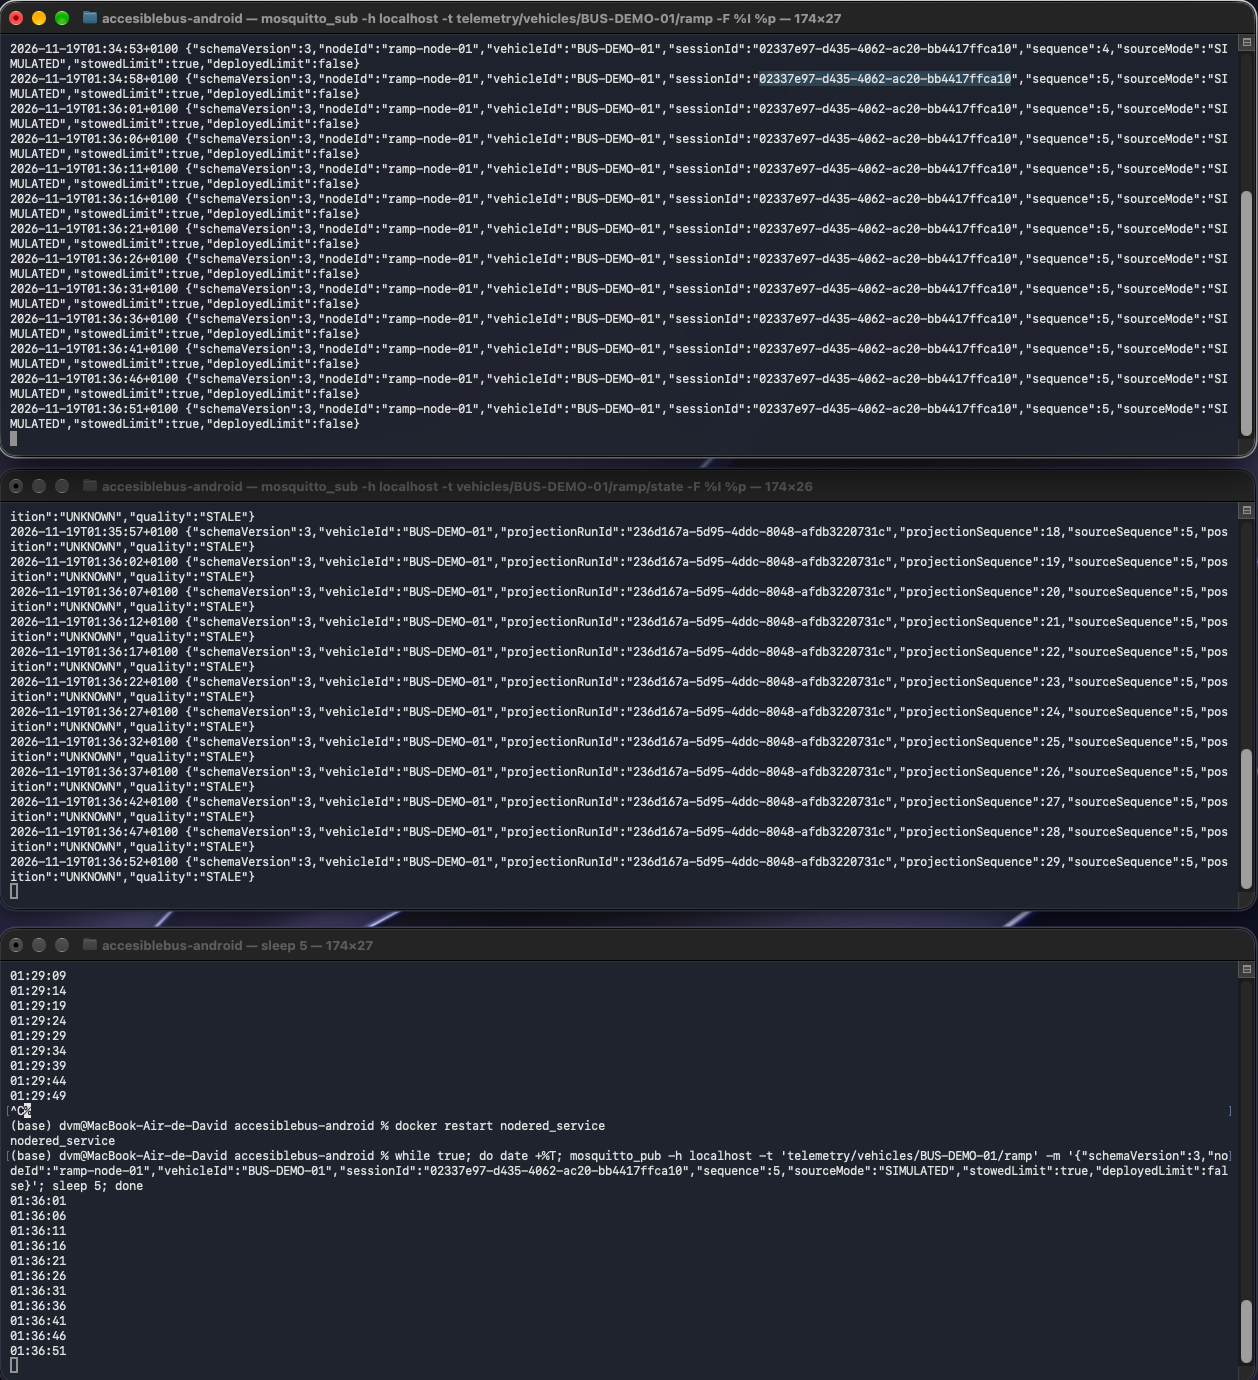 accesiblebus-android — mosquitto_sub -h localhost -t telemetry/vehicles/BUS-DEMO-01/ramp -F %I %p — 174×27
2026-11-19T01:34:53+0100 {"schemaVersion":3,"nodeId":"ramp-node-01","vehicleId":"BUS-DEMO-01","sessionId":"02337e97-d435-4062-ac20-bb4417ffca10","sequence":4,"sourceMode":"SI
MULATED","stowedLimit":true,"deployedLimit":false}
2026-11-19T01:34:58+0100 {"schemaVersion":3,"nodeId":"ramp-node-01","vehicleId":"BUS-DEMO-01","sessionId":"02337e97-d435-4062-ac20-bb4417ffca10","sequence":5,"sourceMode":"SI
MULATED","stowedLimit":true,"deployedLimit":false}
2026-11-19T01:36:01+0100 {"schemaVersion":3,"nodeId":"ramp-node-01","vehicleId":"BUS-DEMO-01","sessionId":"02337e97-d435-4062-ac20-bb4417ffca10","sequence":5,"sourceMode":"SI
MULATED","stowedLimit":true,"deployedLimit":false}
2026-11-19T01:36:06+0100 {"schemaVersion":3,"nodeId":"ramp-node-01","vehicleId":"BUS-DEMO-01","sessionId":"02337e97-d435-4062-ac20-bb4417ffca10","sequence":5,"sourceMode":"SI
MULATED","stowedLimit":true,"deployedLimit":false}
2026-11-19T01:36:11+0100 {"schemaVersion":3,"nodeId":"ramp-node-01","vehicleId":"BUS-DEMO-01","sessionId":"02337e97-d435-4062-ac20-bb4417ffca10","sequence":5,"sourceMode":"SI
MULATED","stowedLimit":true,"deployedLimit":false}
2026-11-19T01:36:16+0100 {"schemaVersion":3,"nodeId":"ramp-node-01","vehicleId":"BUS-DEMO-01","sessionId":"02337e97-d435-4062-ac20-bb4417ffca10","sequence":5,"sourceMode":"SI
MULATED","stowedLimit":true,"deployedLimit":false}
2026-11-19T01:36:21+0100 {"schemaVersion":3,"nodeId":"ramp-node-01","vehicleId":"BUS-DEMO-01","sessionId":"02337e97-d435-4062-ac20-bb4417ffca10","sequence":5,"sourceMode":"SI
MULATED","stowedLimit":true,"deployedLimit":false}
2026-11-19T01:36:26+0100 {"schemaVersion":3,"nodeId":"ramp-node-01","vehicleId":"BUS-DEMO-01","sessionId":"02337e97-d435-4062-ac20-bb4417ffca10","sequence":5,"sourceMode":"SI
MULATED","stowedLimit":true,"deployedLimit":false}
2026-11-19T01:36:31+0100 {"schemaVersion":3,"nodeId":"ramp-node-01","vehicleId":"BUS-DEMO-01","sessionId":"02337e97-d435-4062-ac20-bb4417ffca10","sequence":5,"sourceMode":"SI
MULATED","stowedLimit":true,"deployedLimit":false}
2026-11-19T01:36:36+0100 {"schemaVersion":3,"nodeId":"ramp-node-01","vehicleId":"BUS-DEMO-01","sessionId":"02337e97-d435-4062-ac20-bb4417ffca10","sequence":5,"sourceMode":"SI
MULATED","stowedLimit":true,"deployedLimit":false}
2026-11-19T01:36:41+0100 {"schemaVersion":3,"nodeId":"ramp-node-01","vehicleId":"BUS-DEMO-01","sessionId":"02337e97-d435-4062-ac20-bb4417ffca10","sequence":5,"sourceMode":"SI
MULATED","stowedLimit":true,"deployedLimit":false}
2026-11-19T01:36:46+0100 {"schemaVersion":3,"nodeId":"ramp-node-01","vehicleId":"BUS-DEMO-01","sessionId":"02337e97-d435-4062-ac20-bb4417ffca10","sequence":5,"sourceMode":"SI
MULATED","stowedLimit":true,"deployedLimit":false}
2026-11-19T01:36:51+0100 {"schemaVersion":3,"nodeId":"ramp-node-01","vehicleId":"BUS-DEMO-01","sessionId":"02337e97-d435-4062-ac20-bb4417ffca10","sequence":5,"sourceMode":"SI
MULATED","stowedLimit":true,"deployedLimit":false}
accesiblebus-android — mosquitto_sub -h localhost -t vehicles/BUS-DEMO-01/ramp/state -F %I %p — 174×26
ition":"UNKNOWN","quality":"STALE"}
2026-11-19T01:35:57+0100 {"schemaVersion":3,"vehicleId":"BUS-DEMO-01","projectionRunId":"236d167a-5d95-4ddc-8048-afdb3220731c","projectionSequence":18,"sourceSequence":5,"pos
ition":"UNKNOWN","quality":"STALE"}
2026-11-19T01:36:02+0100 {"schemaVersion":3,"vehicleId":"BUS-DEMO-01","projectionRunId":"236d167a-5d95-4ddc-8048-afdb3220731c","projectionSequence":19,"sourceSequence":5,"pos
ition":"UNKNOWN","quality":"STALE"}
2026-11-19T01:36:07+0100 {"schemaVersion":3,"vehicleId":"BUS-DEMO-01","projectionRunId":"236d167a-5d95-4ddc-8048-afdb3220731c","projectionSequence":20,"sourceSequence":5,"pos
ition":"UNKNOWN","quality":"STALE"}
2026-11-19T01:36:12+0100 {"schemaVersion":3,"vehicleId":"BUS-DEMO-01","projectionRunId":"236d167a-5d95-4ddc-8048-afdb3220731c","projectionSequence":21,"sourceSequence":5,"pos
ition":"UNKNOWN","quality":"STALE"}
2026-11-19T01:36:17+0100 {"schemaVersion":3,"vehicleId":"BUS-DEMO-01","projectionRunId":"236d167a-5d95-4ddc-8048-afdb3220731c","projectionSequence":22,"sourceSequence":5,"pos
ition":"UNKNOWN","quality":"STALE"}
2026-11-19T01:36:22+0100 {"schemaVersion":3,"vehicleId":"BUS-DEMO-01","projectionRunId":"236d167a-5d95-4ddc-8048-afdb3220731c","projectionSequence":23,"sourceSequence":5,"pos
ition":"UNKNOWN","quality":"STALE"}
2026-11-19T01:36:27+0100 {"schemaVersion":3,"vehicleId":"BUS-DEMO-01","projectionRunId":"236d167a-5d95-4ddc-8048-afdb3220731c","projectionSequence":24,"sourceSequence":5,"pos
ition":"UNKNOWN","quality":"STALE"}
2026-11-19T01:36:32+0100 {"schemaVersion":3,"vehicleId":"BUS-DEMO-01","projectionRunId":"236d167a-5d95-4ddc-8048-afdb3220731c","projectionSequence":25,"sourceSequence":5,"pos
ition":"UNKNOWN","quality":"STALE"}
2026-11-19T01:36:37+0100 {"schemaVersion":3,"vehicleId":"BUS-DEMO-01","projectionRunId":"236d167a-5d95-4ddc-8048-afdb3220731c","projectionSequence":26,"sourceSequence":5,"pos
ition":"UNKNOWN","quality":"STALE"}
2026-11-19T01:36:42+0100 {"schemaVersion":3,"vehicleId":"BUS-DEMO-01","projectionRunId":"236d167a-5d95-4ddc-8048-afdb3220731c","projectionSequence":27,"sourceSequence":5,"pos
ition":"UNKNOWN","quality":"STALE"}
2026-11-19T01:36:47+0100 {"schemaVersion":3,"vehicleId":"BUS-DEMO-01","projectionRunId":"236d167a-5d95-4ddc-8048-afdb3220731c","projectionSequence":28,"sourceSequence":5,"pos
ition":"UNKNOWN","quality":"STALE"}
2026-11-19T01:36:52+0100 {"schemaVersion":3,"vehicleId":"BUS-DEMO-01","projectionRunId":"236d167a-5d95-4ddc-8048-afdb3220731c","projectionSequence":29,"sourceSequence":5,"pos
ition":"UNKNOWN","quality":"STALE"}
accesiblebus-android — sleep 5 — 174×27
01:29:09
01:29:14
01:29:19
01:29:24
01:29:29
01:29:34
01:29:39
01:29:44
01:29:49
[^C% ]
(base) dvm@MacBook-Air-de-David accesiblebus-android % docker restart nodered_service
nodered_service
[(base) dvm@MacBook-Air-de-David accesiblebus-android % while true; do date +%T; mosquitto_pub -h localhost -t 'telemetry/vehicles/BUS-DEMO-01/ramp' -m '{"schemaVersion":3,"no]
deId":"ramp-node-01","vehicleId":"BUS-DEMO-01","sessionId":"02337e97-d435-4062-ac20-bb4417ffca10","sequence":5,"sourceMode":"SIMULATED","stowedLimit":true,"deployedLimit":fal
se}'; sleep 5; done
01:36:01
01:36:06
01:36:11
01:36:16
01:36:21
01:36:26
01:36:31
01:36:36
01:36:41
01:36:46
01:36:51